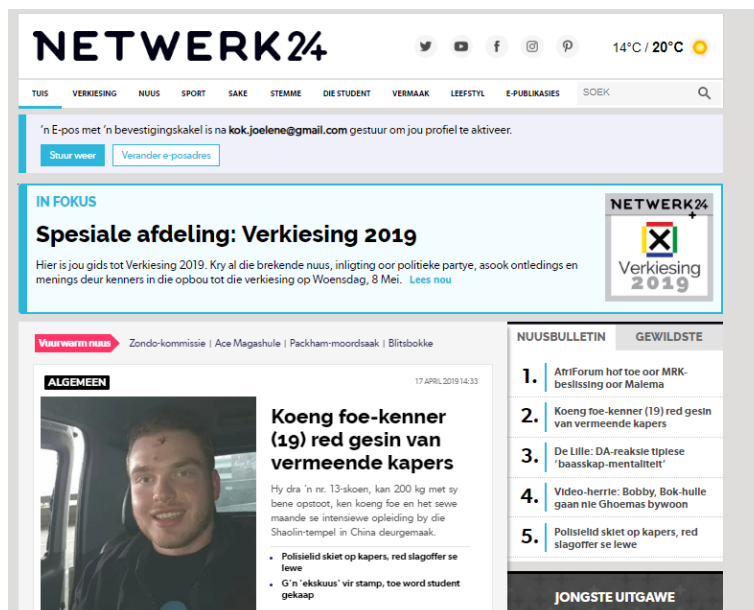 NETWERK24
14°C / 20°C
TUIS VERKIESING NUUS SPORT SAKE STEMME DIE STUDENT VERMAAK LEEFSTYL E-PUBLIKASIES SOEK
'n E-pos met 'n bevestigingskakel is na kok.joelene@gmail.com gestuur om jou profiel te aktiveer.
Stuur weer Verander e-posadres
IN FOKUS
Spesiale afdeling: Verkiesing 2019
Hier is jou gids tot Verkiesing 2019. Kry al die brekende nuus, inligting oor politieke partye, asook ontledings en
menings deur kenners in die opbou tot die verkiesing op Woensdag, 8 Mei. Lees nou
NETWERK24
+
Verkiesing
2019
Vuurwarm nuus Zondo-kommissie | Ace Magashule | Packham-moordsaak | Blitsbokke
ALGEMEEN 17 APRIL 2019 14:33
Koeng foe-kenner
(19) red gesin van
vermeende kapers
Hy dra 'n nr. 13-skoen, kan 200 kg met sy
bene opstoot, ken koeng foe en het sewe
maande se intensiewe opleiding by die
Shaolin-tempel in China deurgemaak.
• Polisielid skiet op kapers, red slagoffer se
lewe
• G'n 'ekskuus' vir stamp, toe word student
gekaap
NUUSBULLETIN GEWILDSTE
1. AfriForum hof toe oor MRK-
beslissing oor Malema
2. Koeng foe-kenner (19) red gesin
van vermeende kapers
3. De Lille: DA-reaksie tipiese
'baasskap-mentaliteit'
4. Video-herrie: Bobby, Bok-hulle
gaan nie Ghoemas bywoon
5. Polisielid skiet op kapers, red
slagoffer se lewe
JONGSTE UITGAWE